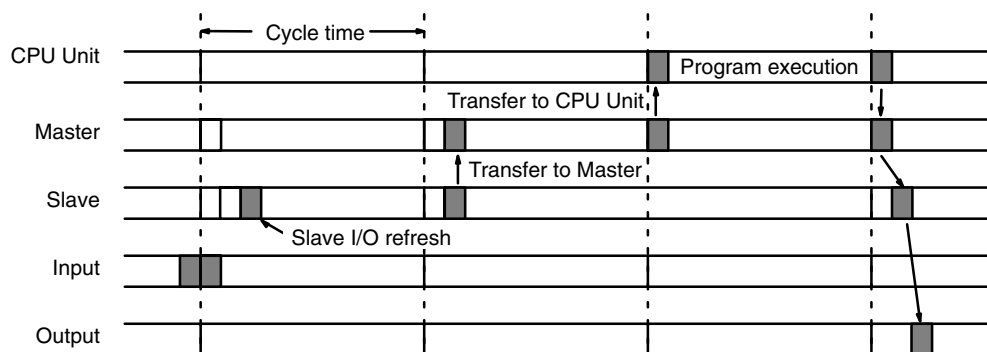 Cycle time
CPU Unit
Program execution
Transfer to CPU Unit
Master
Transfer to Master
Slave
Slave I/O refresh
Input
Output